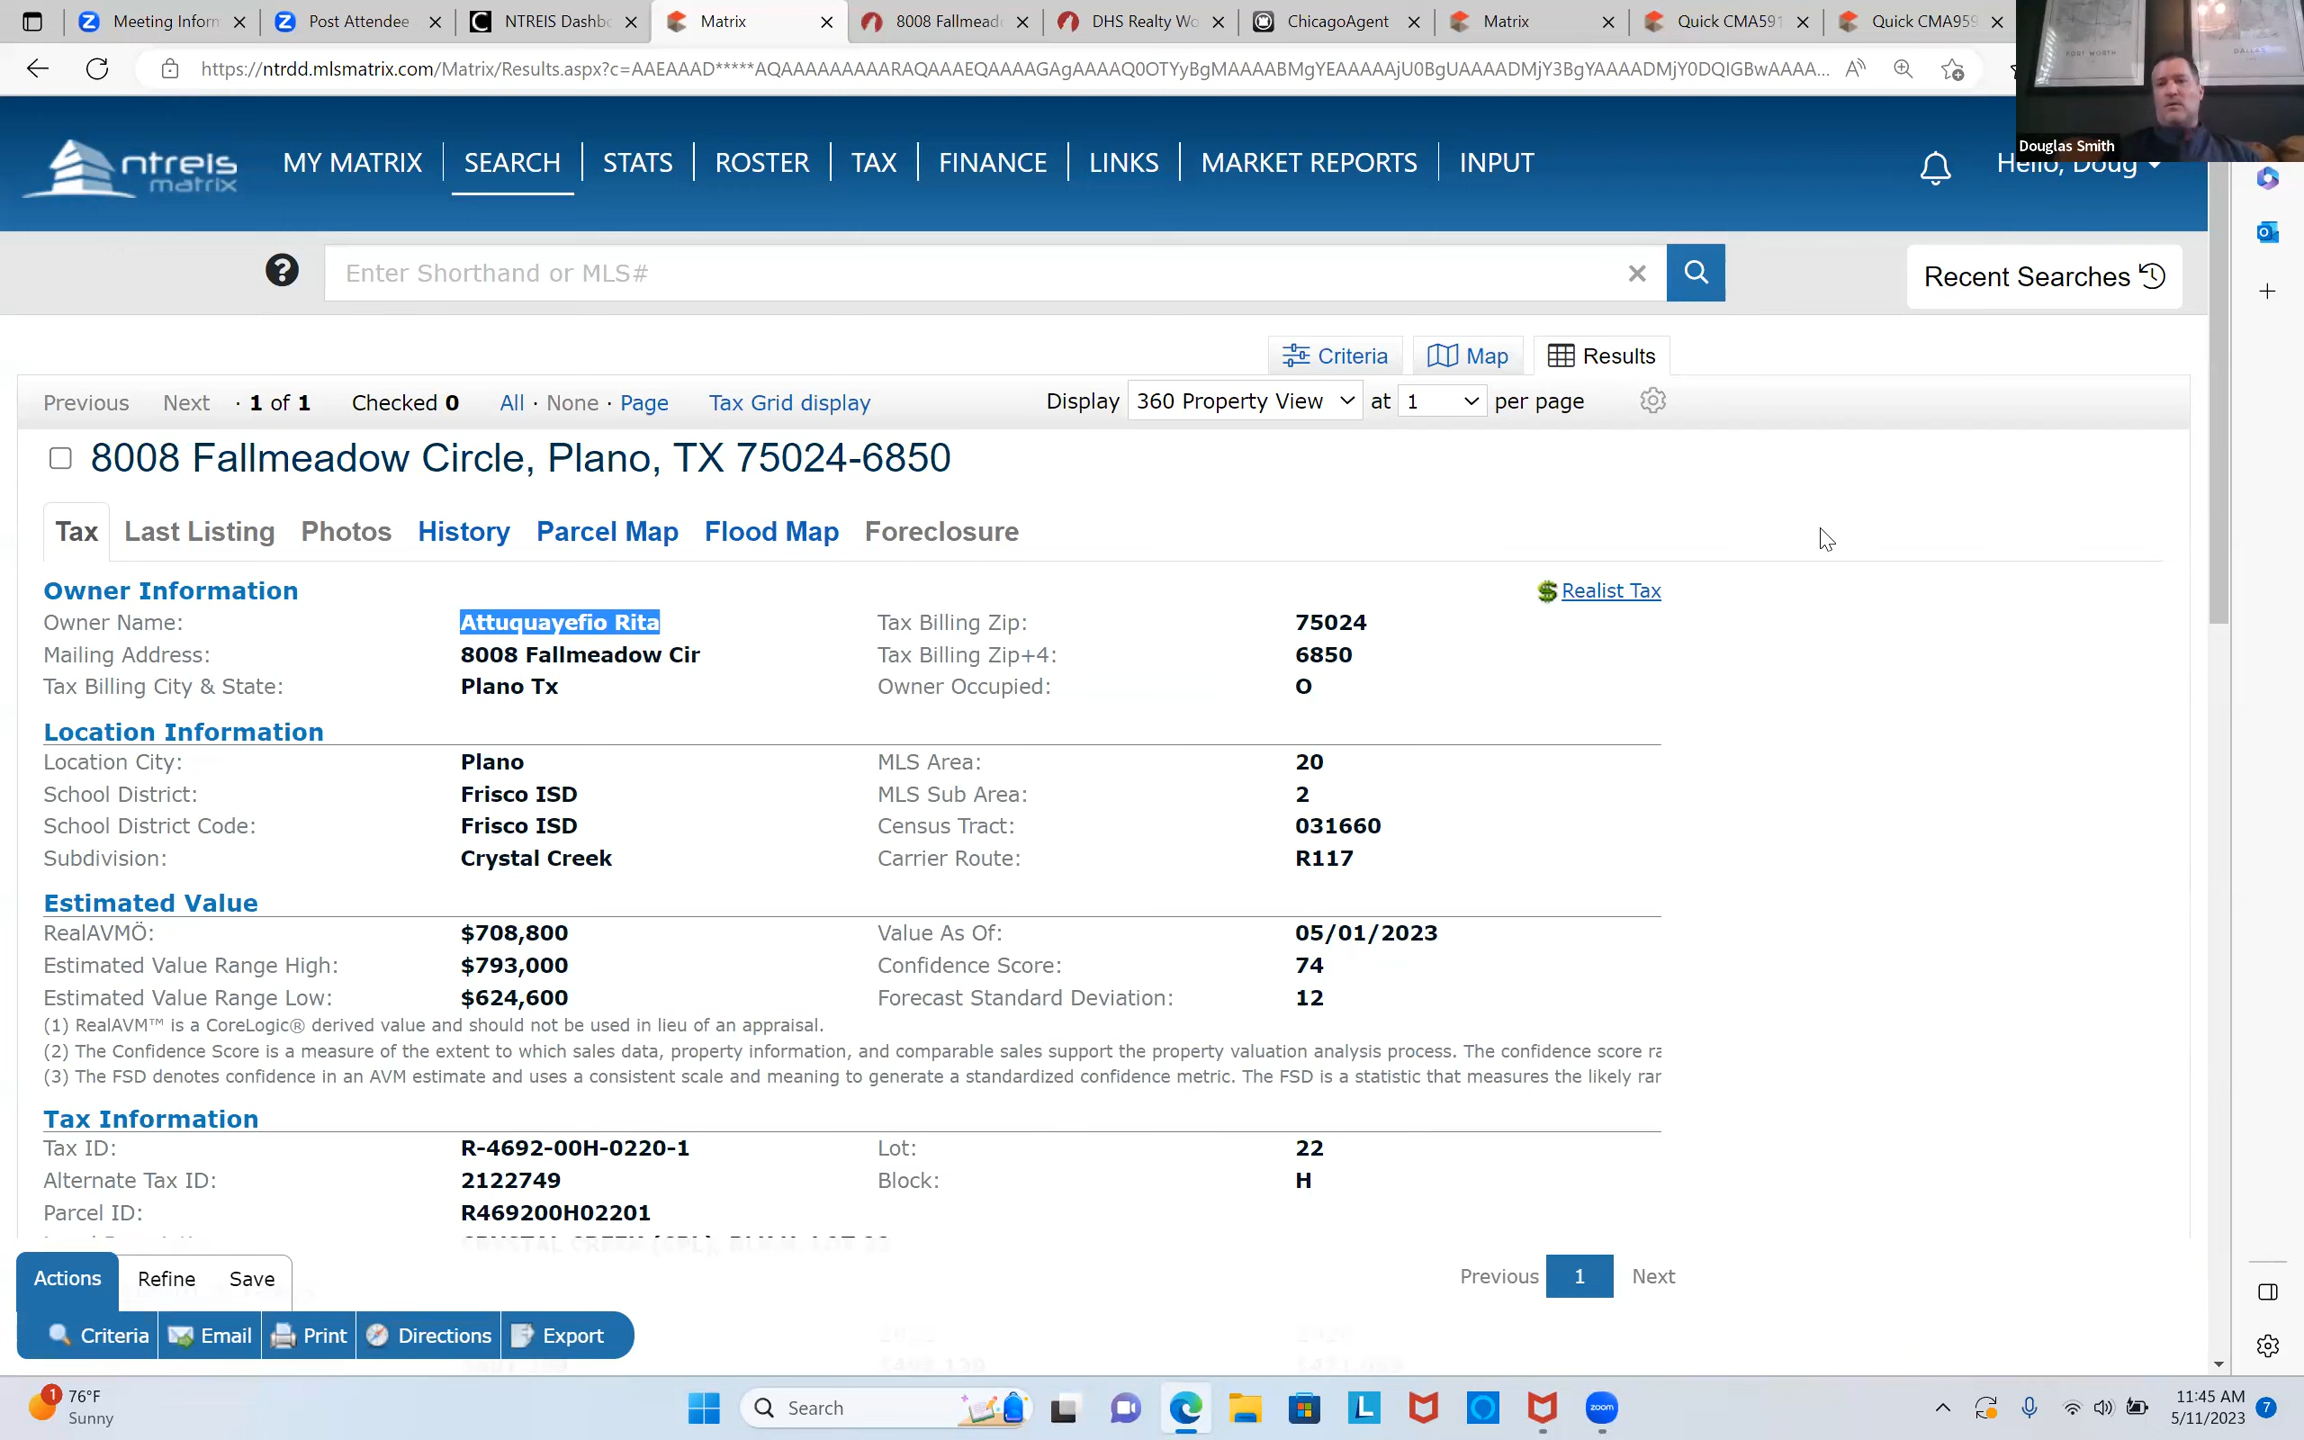 Meeting Inform
Post Attendee
NTREIS Dashbo
Matrix
8008 Fallmeado
DHS Realty Wo
ChicagoAgent
Matrix
Quick CMA591
Quick CMA959
https://ntrdd.mlsmatrix.com/Matrix/Results.aspx?c=AAEAAAD*****AQAAAAAAAAARAQAAAEQAAAAGAgAAAAQ0OTYyBgMAAAABMgYEAAAAAjU0BgUAAAADMjY3BgYAAAADMjY0DQIGBwAAAA...
FORT WORTH
DALLAS
Douglas Smith
ntreis
matrix
MY MATRIX
SEARCH
STATS
ROSTER
TAX
FINANCE
LINKS
MARKET REPORTS
INPUT
Hello, Doug
Enter Shorthand or MLS#
Recent Searches
Criteria
Map
Results
Previous Next · 1 of 1 Checked 0 All · None · Page Tax Grid display Display 360 Property View at 1 per page
8008 Fallmeadow Circle, Plano, TX 75024-6850
Tax Last Listing Photos History Parcel Map Flood Map Foreclosure
Owner Information Realist Tax
Owner Name: Attuquayefio Rita Tax Billing Zip: 75024
Mailing Address: 8008 Fallmeadow Cir Tax Billing Zip+4: 6850
Tax Billing City & State: Plano Tx Owner Occupied: O
Location Information
Location City: Plano MLS Area: 20
School District: Frisco ISD MLS Sub Area: 2
School District Code: Frisco ISD Census Tract: 031660
Subdivision: Crystal Creek Carrier Route: R117
Estimated Value
RealAVMÖ: $708,800 Value As Of: 05/01/2023
Estimated Value Range High: $793,000 Confidence Score: 74
Estimated Value Range Low: $624,600 Forecast Standard Deviation: 12
(1) RealAVM™ is a CoreLogic® derived value and should not be used in lieu of an appraisal.
(2) The Confidence Score is a measure of the extent to which sales data, property information, and comparable sales support the property valuation analysis process. The confidence score ra
(3) The FSD denotes confidence in an AVM estimate and uses a consistent scale and meaning to generate a standardized confidence metric. The FSD is a statistic that measures the likely ran
Tax Information
Tax ID: R-4692-00H-0220-1 Lot: 22
Alternate Tax ID: 2122749 Block: H
Parcel ID: R469200H02201
Actions Refine Save
Previous 1 Next
Criteria Email Print Directions Export
1
76°F
Sunny
Search
zoom
11:45 AM
5/11/2023
7